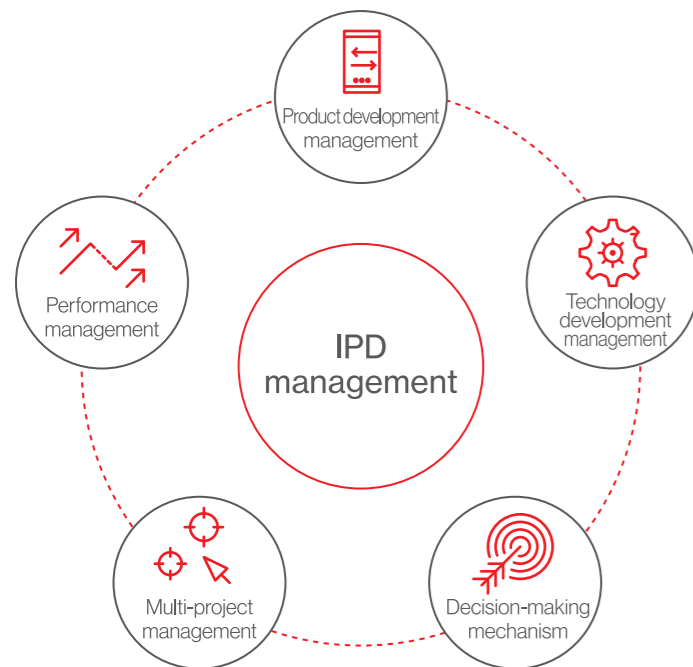 Product development
management
Performance
management
Technology
development
management
IPD
management
Multi-project
management
Decision-making
mechanism